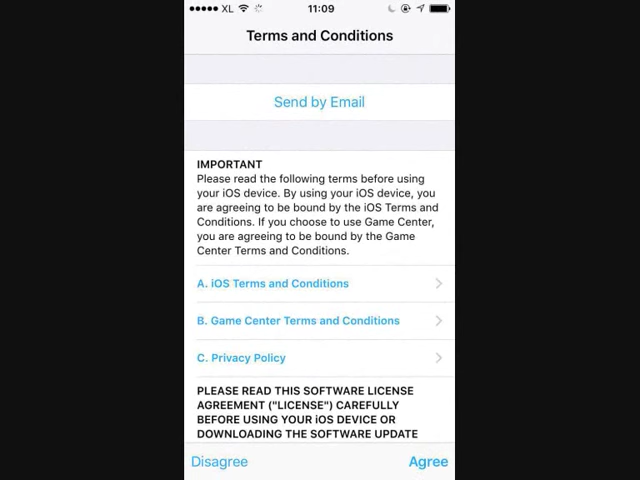 XL 11:09
Terms and Conditions
Send by Email
IMPORTANT
Please read the following terms before using
your iOS device. By using your iOS device, you
are agreeing to be bound by the iOS Terms and
Conditions. If you choose to use Game Center,
you are agreeing to be bound by the Game
Center Terms and Conditions.
A. iOS Terms and Conditions
B. Game Center Terms and Conditions
C. Privacy Policy
PLEASE READ THIS SOFTWARE LICENSE
AGREEMENT ("LICENSE") CAREFULLY
BEFORE USING YOUR iOS DEVICE OR
DOWNLOADING THE SOFTWARE UPDATE
Disagree Agree